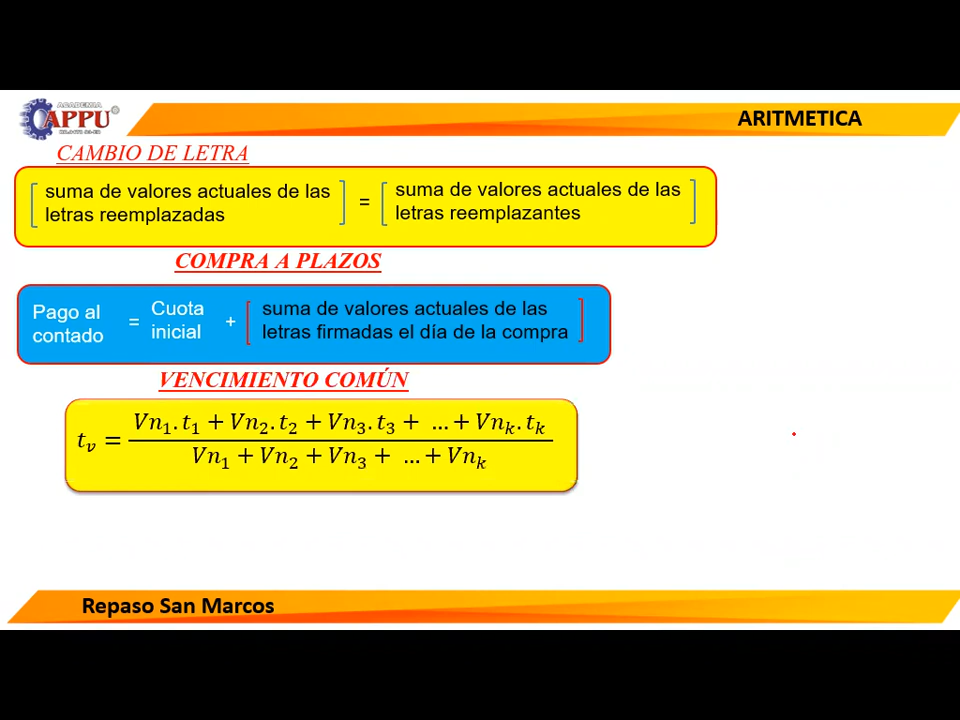 ACADEMIA
APPU
ARITMETICA
CAMBIO DE LETRA
suma de valores actuales de las letras reemplazadas = suma de valores actuales de las letras reemplazantes
COMPRA A PLAZOS
Pago al contado = Cuota inicial + suma de valores actuales de las letras firmadas el día de la compra
VENCIMIENTO COMÚN
t_v = (Vn_1.t_1 + Vn_2.t_2 + Vn_3.t_3 + ...+ Vn_k.t_k) / (Vn_1 + Vn_2 + Vn_3 + ...+ Vn_k)
Repaso San Marcos